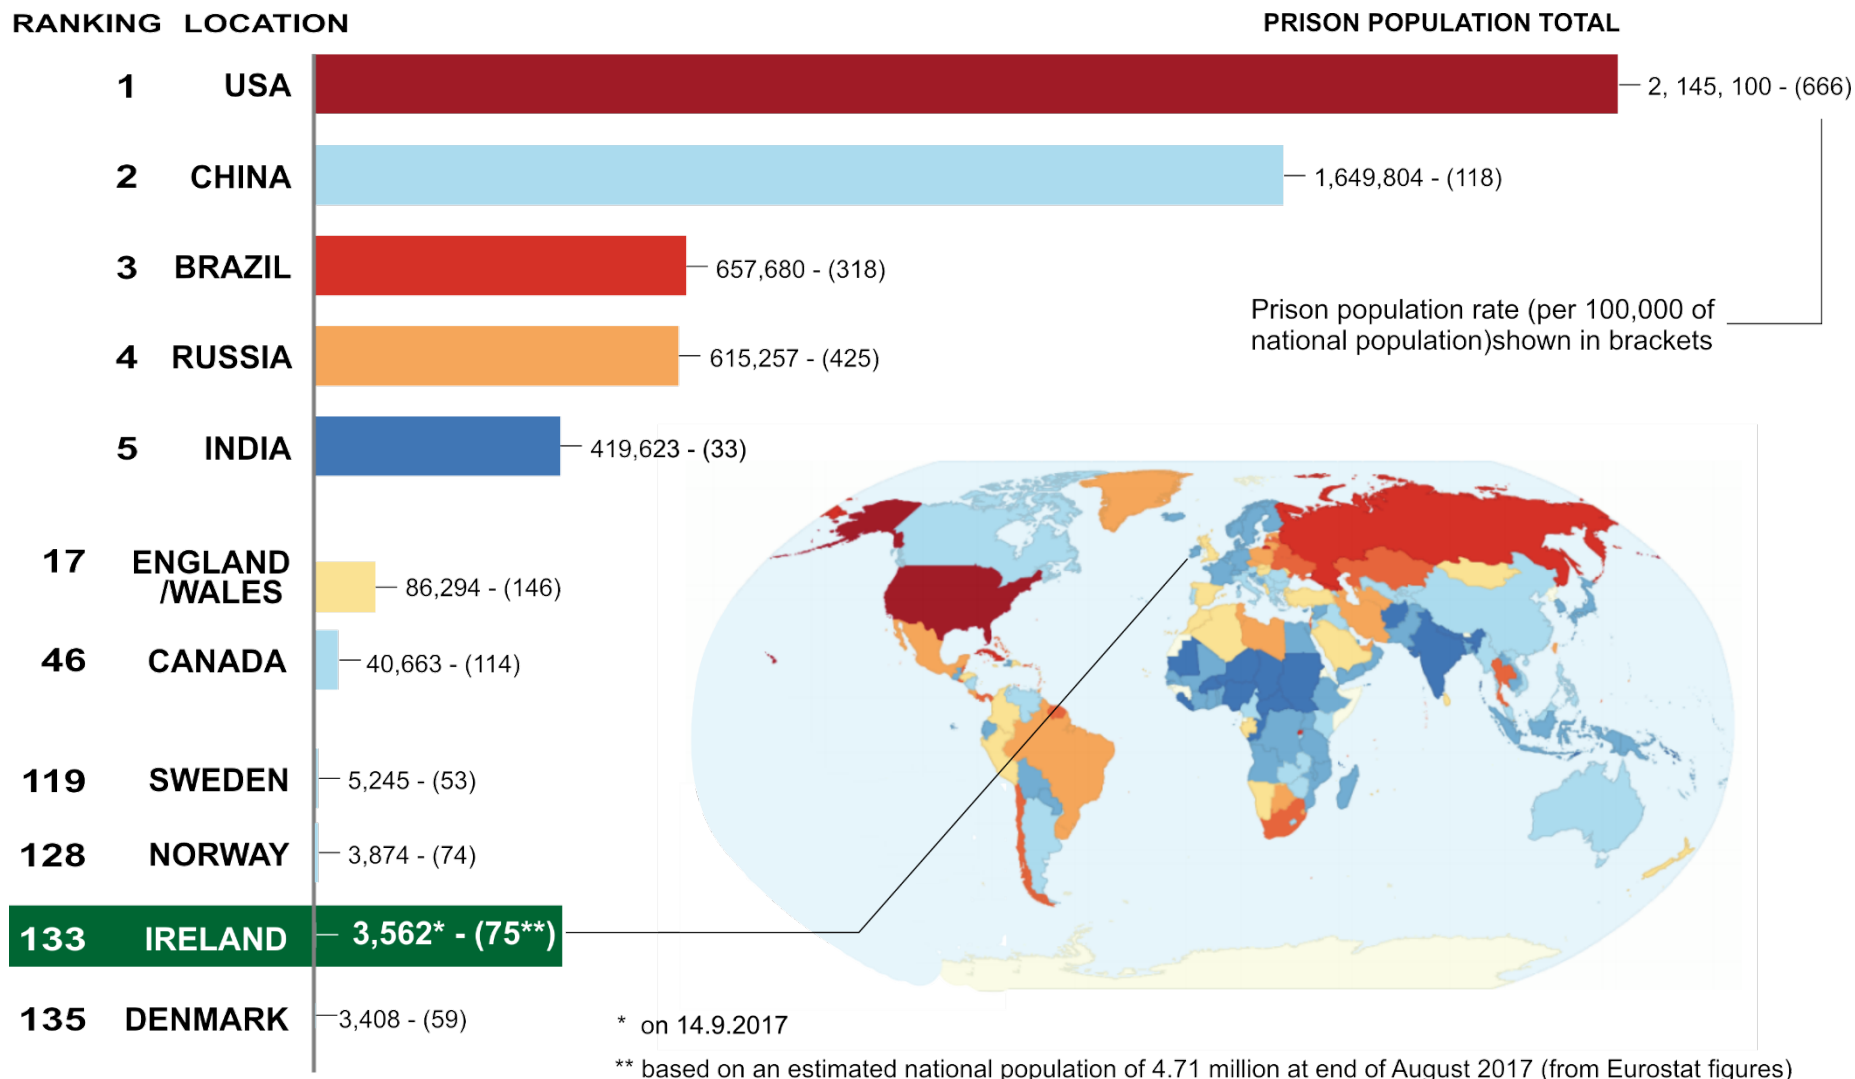 RANKING LOCATION PRISON POPULATION TOTAL
1 USA 2, 145, 100 - (666)
2 CHINA 1,649,804 - (118)
3 BRAZIL 657,680 - (318)
Prison population rate (per 100,000 of
national population)shown in brackets
4 RUSSIA 615,257 - (425)
5 INDIA 419,623 - (33)
17 ENGLAND
/WALES 86,294 - (146)
46 CANADA 40,663 - (114)
119 SWEDEN 5,245 - (53)
128 NORWAY 3,874 - (74)
133 IRELAND 3,562* - (75**)
135 DENMARK 3,408 - (59)
* on 14.9.2017
** based on an estimated national population of 4.71 million at end of August 2017 (from Eurostat figures)